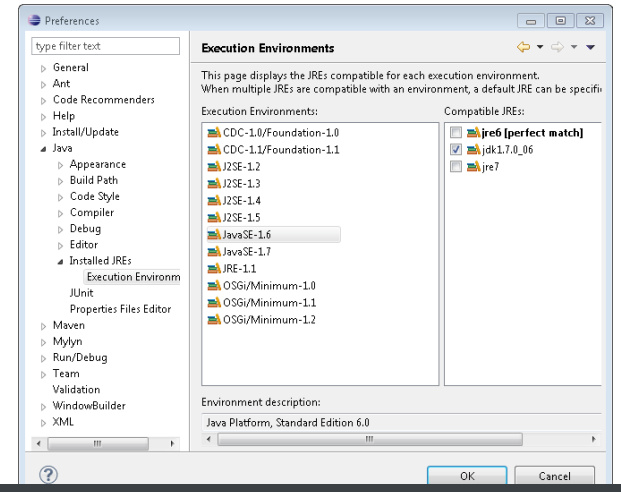 Preferences
type filter text
General
Ant
Code Recommenders
Help
Install/Update
Java
Appearance
Build Path
Code Style
Compiler
Debug
Editor
Installed JREs
Execution Environm
JUnit
Properties Files Editor
Maven
Mylyn
Run/Debug
Team
Validation
WindowBuilder
XML
Execution Environments
This page displays the JREs compatible for each execution environment.
When multiple JREs are compatible with an environment, a default JRE can be specifi
Execution Environments:
CDC-1.0/Foundation-1.0
CDC-1.1/Foundation-1.1
J2SE-1.2
J2SE-1.3
J2SE-1.4
J2SE-1.5
JavaSE-1.6
JavaSE-1.7
JRE-1.1
OSGi/Minimum-1.0
OSGi/Minimum-1.1
OSGi/Minimum-1.2
Compatible JREs:
jre6 [perfect match]
jdk1.7.0_06
jre7
Environment description:
Java Platform, Standard Edition 6.0
OK
Cancel